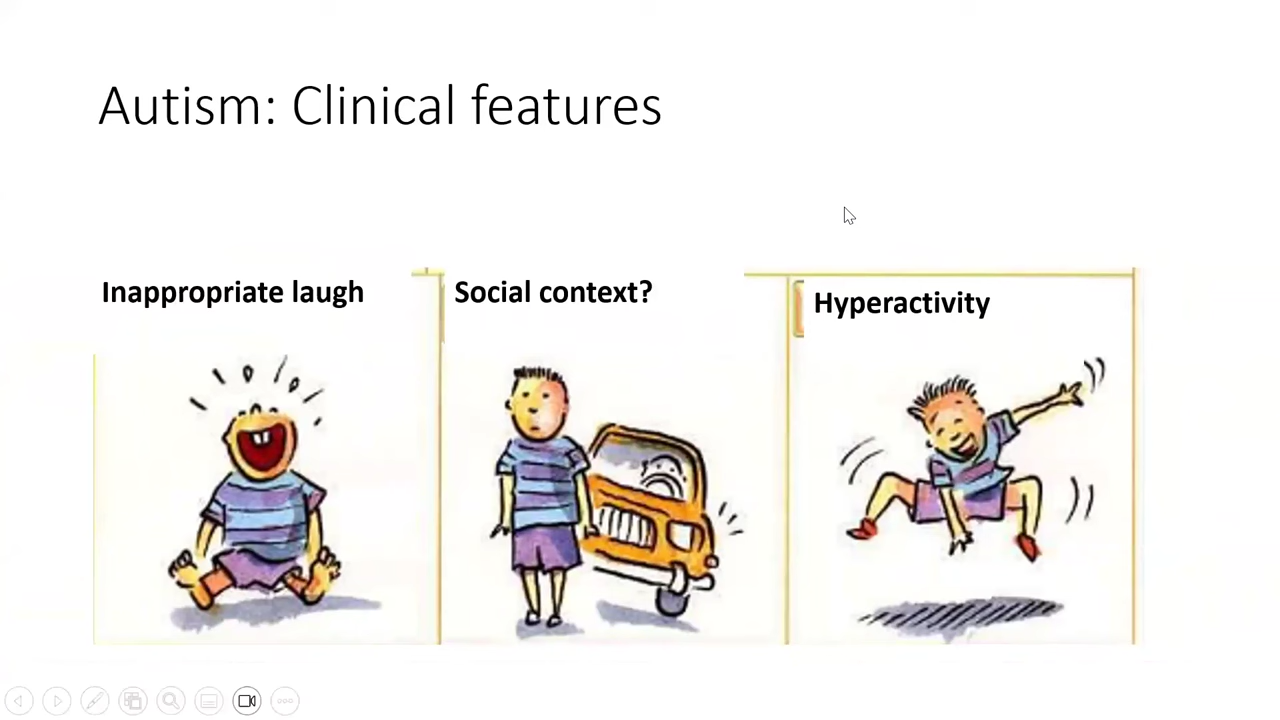 Autism: Clinical features
Inappropriate laugh
Social context?
Hyperactivity